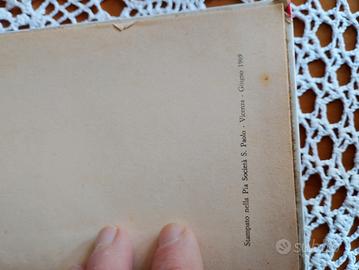 Stampato nella Pia Società S. Paolo - Vicenza - Giugno 1969
subito